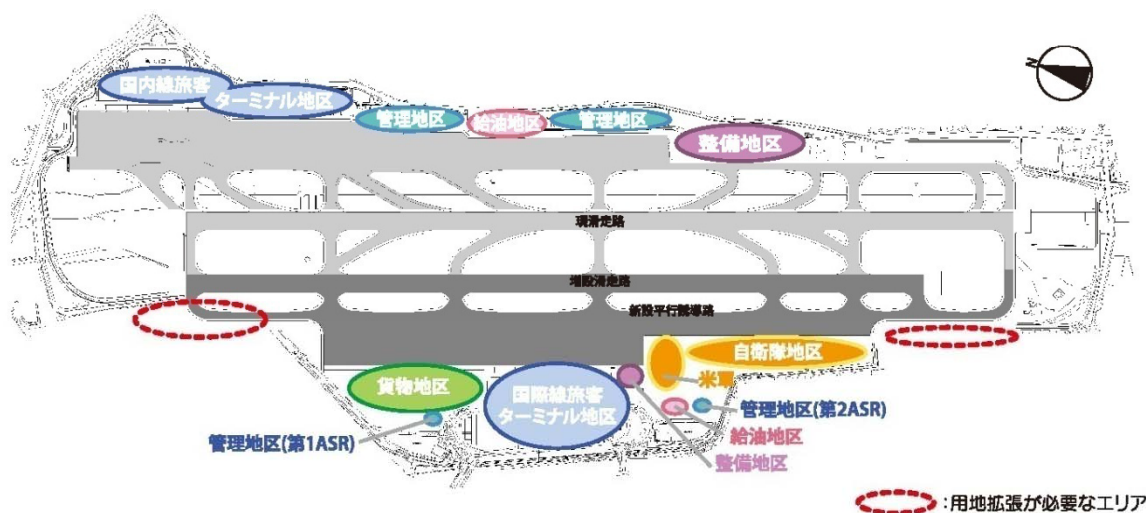 N
国内線旅客
ターミナル地区
管理地区
給油地区
管理地区
整備地区
現滑走路
増設滑走路
新設平行誘導路
自衛隊地区
米軍
貨物地区
国際線旅客
ターミナル地区
管理地区(第2ASR)
管理地区(第1ASR)
給油地区
整備地区
:用地拡張が必要なエリア